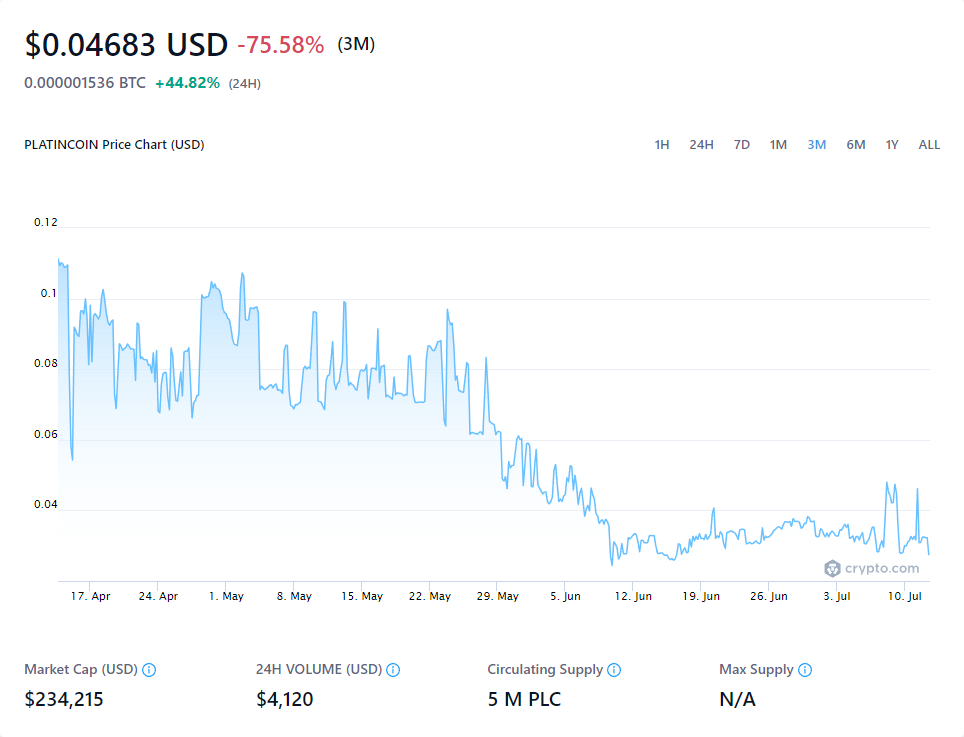 $0.04683 USD -75.58% (3M)
0.000001536 BTC +44.82% (24H)
PLATINCOIN Price Chart (USD) 1H 24H 7D 1M 3M 6M 1Y ALL
0.12
0.1
0.08
0.06
0.04
crypto.com
17. Apr 24. Apr 1. May 8. May 15. May 22. May 29. May 5. Jun 12. Jun 19. Jun 26. Jun 3. Jul 10. Jul
Market Cap (USD) 24H VOLUME (USD) Circulating Supply Max Supply
$234,215 $4,120 5 M PLC N/A